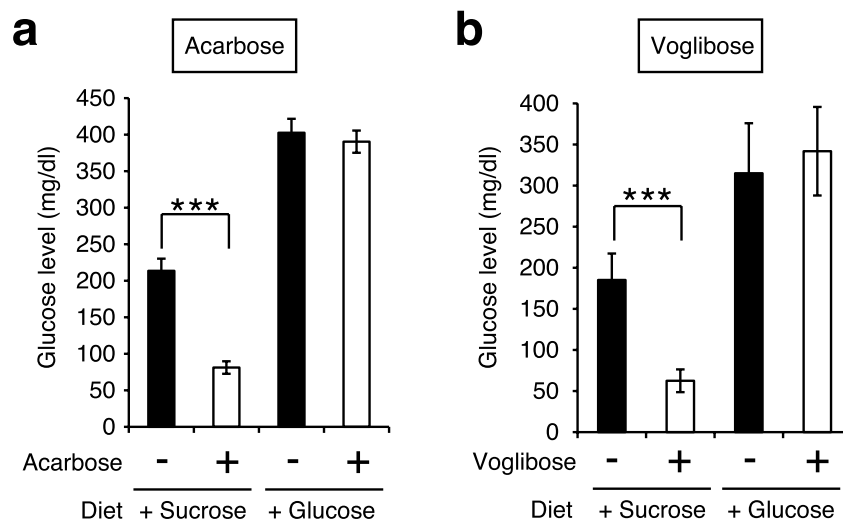 a
Acarbose
Glucose level (mg/dl)
450
400
350
300
250
200
150
100
50
0
***
Acarbose - + - +
Diet + Sucrose + Glucose
b
Voglibose
Glucose level (mg/dl)
400
350
300
250
200
150
100
50
0
***
Voglibose - + - +
Diet + Sucrose + Glucose